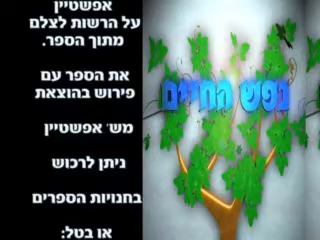 אפשטיין
על הרשות לצלם
מתוך הספר.
את הספר עם
פירוש בהוצאת
מש׳ אפשטיין
ניתן לרכוש
בחנויות הספרים
או בטל:
נפש החיים